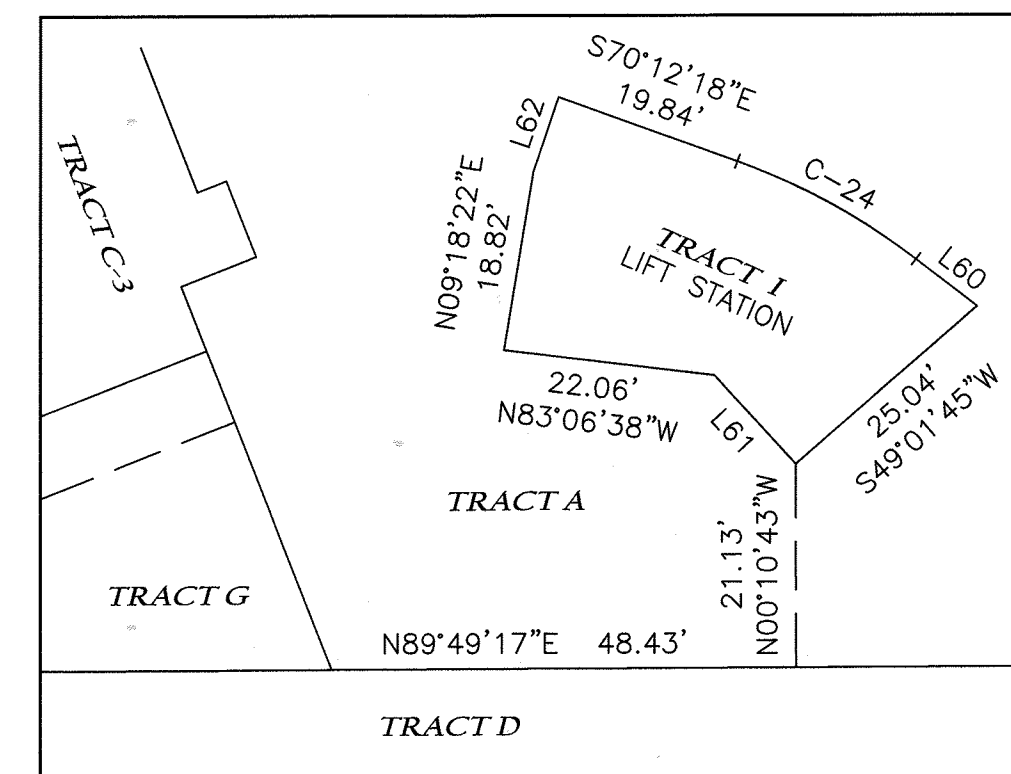 S70°12'18"E
19.84'
L62
C-24
TRACT C-3
N09°18'22"E
18.82'
TRACT I
LIFT STATION
L60
22.06'
N83°06'38"W
L61
25.04'
S49°01'45"W
TRACT A
21.13'
N00°10'43"W
TRACT G
N89°49'17"E 48.43'
TRACT D